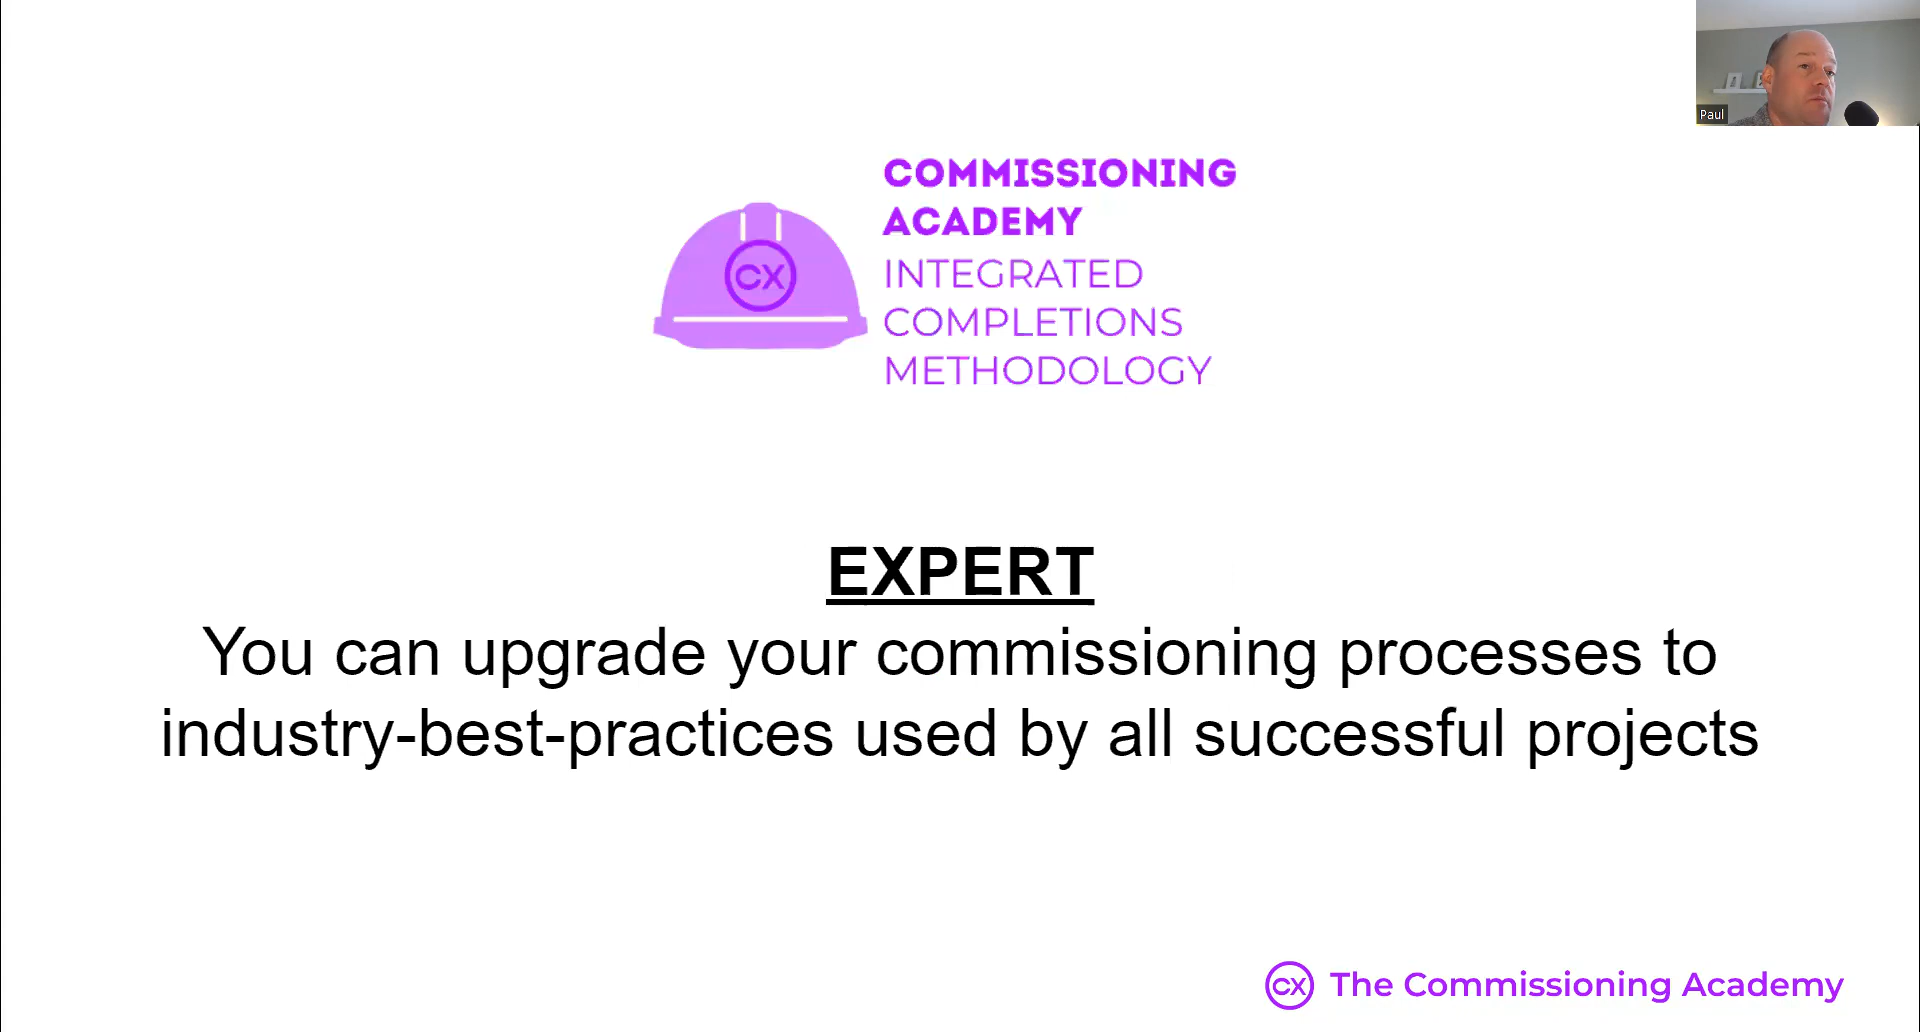 Paul
COMMISSIONING
ACADEMY
INTEGRATED
COMPLETIONS
METHODOLOGY
CX
EXPERT
You can upgrade your commissioning processes to
industry-best-practices used by all successful projects
CX The Commissioning Academy